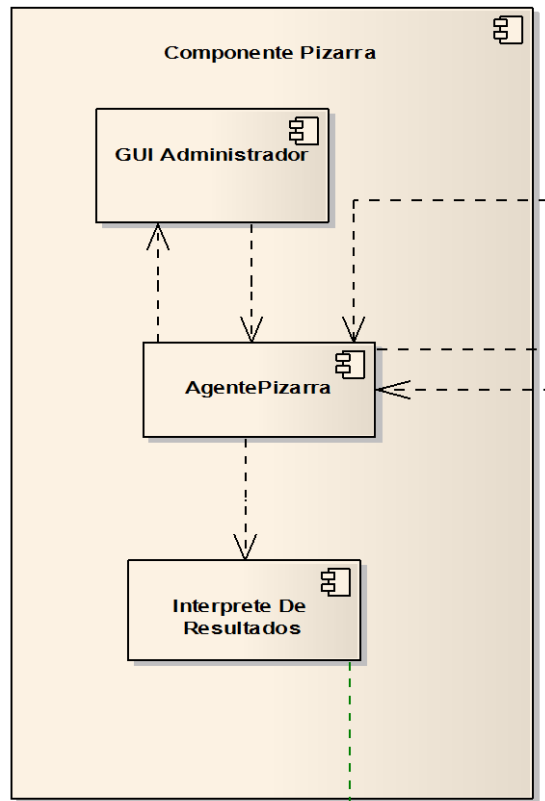 Componente Pizarra
GUI Administrador
AgentePizarra
Interprete De
Resultados